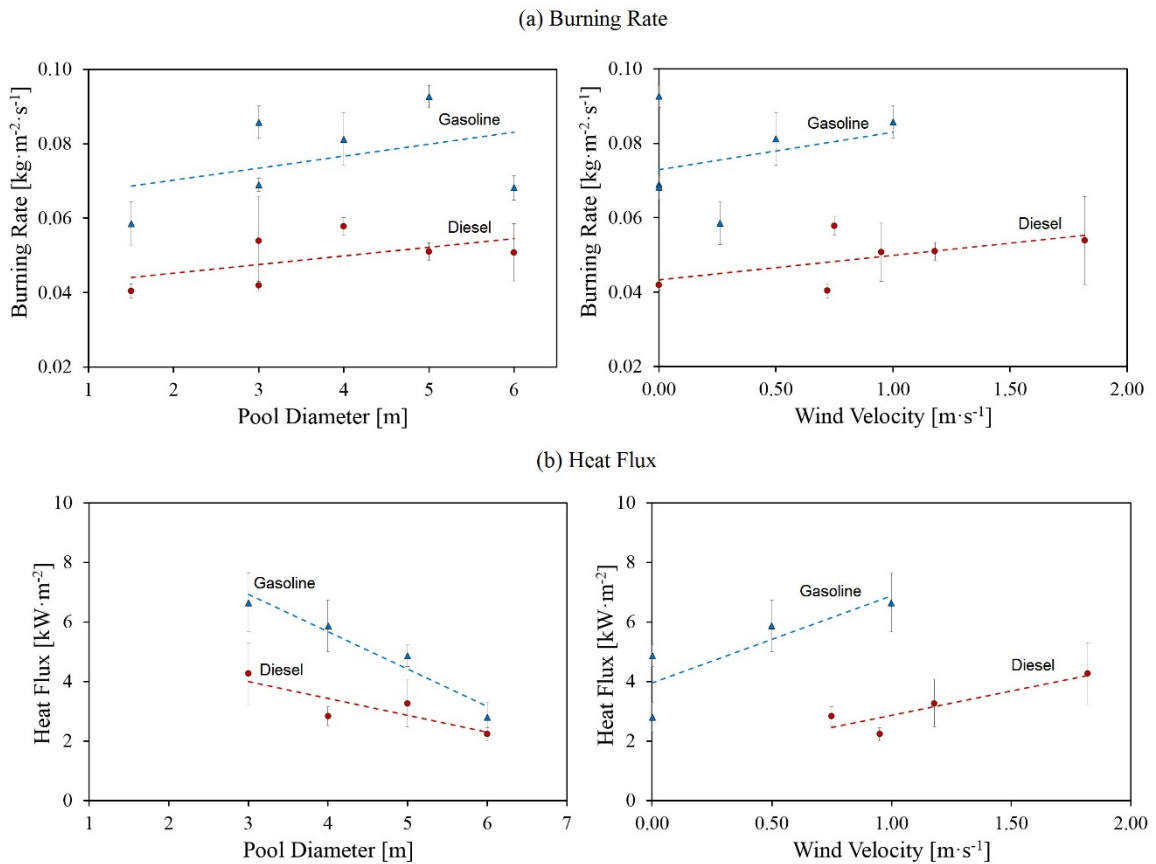 (a) Burning Rate
0.10
0.08
0.06
0.04
0.02
Burning Rate [kg·m-2·s-1]
Gasoline
Diesel
1
2
3
4
5
6
Pool Diameter [m]
0.10
0.08
0.06
0.04
0.02
Burning Rate [kg·m-2·s-1]
Gasoline
Diesel
0.00
0.50
1.00
1.50
2.00
Wind Velocity [m·s-1]
(b) Heat Flux
10
8
6
4
2
0
Heat Flux [kW·m-2]
Gasoline
Diesel
1
2
3
4
5
6
7
Pool Diameter [m]
10
8
6
4
2
0
Heat Flux [kW·m-2]
Gasoline
Diesel
0.00
0.50
1.00
1.50
2.00
Wind Velocity [m·s-1]